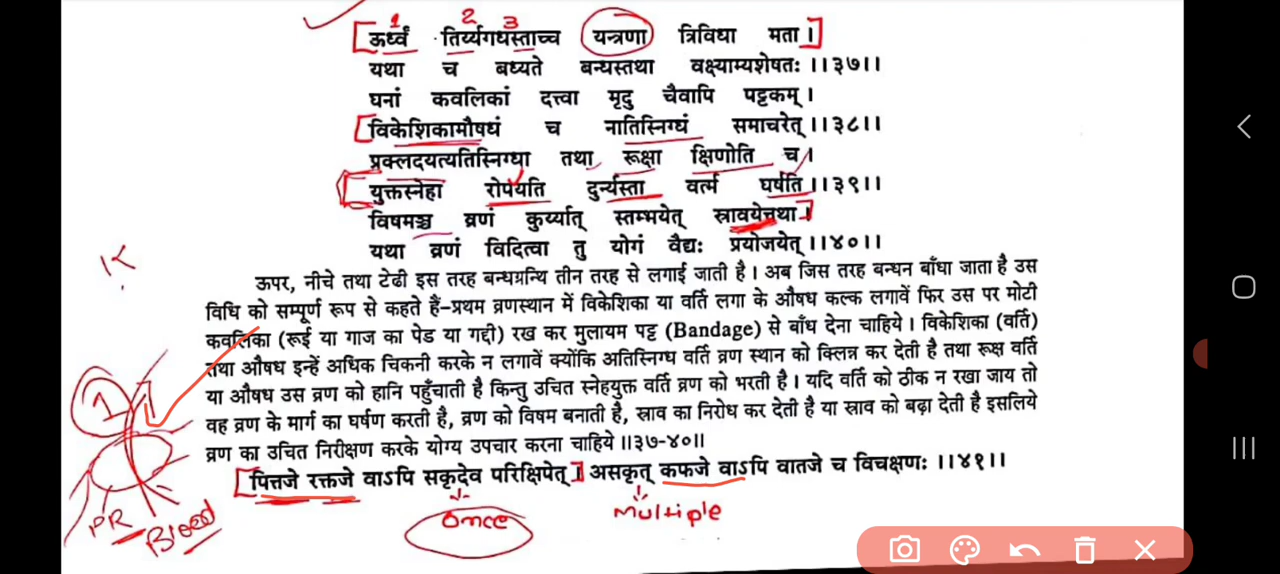 1 2 3
ऊर्ध्वं तिर्य्यगधस्ताच्च यन्त्रणा त्रिविधा मता ।
यथा च बध्यते बन्धस्तथा वक्ष्याम्यशेषतः ।।३७।।
घनां कवलिकां दत्त्वा मृदु चैवापि पट्टकम् ।
विकेशिकामौषधं च नातिस्निग्धं समाचरेत् ।।३८।।
प्रक्लदयत्यतिस्निग्धा तथा रूक्षा क्षिणोति च ।
युक्तस्नेहा रोपयति दुर्न्यस्ता वर्त्म घर्षति ।।३९।।
विषमञ्च व्रणं कुर्य्यात् स्तम्भयेत् स्रावयेत्तथा ।
यथा व्रणं विदित्वा तु योगं वैद्यः प्रयोजयेत् ।।४०।।
ऊपर, नीचे तथा टेढी इस तरह बन्धग्रन्थि तीन तरह से लगाई जाती है । अब जिस तरह बन्धन बाँधा जाता है उस
विधि को सम्पूर्ण रूप से कहते हैं-प्रथम व्रणस्थान में विकेशिका या वर्ति लगा के औषध कल्क लगावें फिर उस पर मोटी
कवलिका (रूई या गाज का पेड या गद्दी) रख कर मुलायम पट्ट (Bandage) से बाँध देना चाहिये । विकेशिका (वर्ति)
तथा औषध इन्हें अधिक चिकनी करके न लगावें क्योंकि अतिस्निग्ध वर्ति व्रण स्थान को क्लिन्न कर देती है तथा रूक्ष वर्ति
या औषध उस व्रण को हानि पहुँचाती है किन्तु उचित स्नेहयुक्त वर्ति व्रण को भरती है । यदि वर्ति को ठीक न रखा जाय तो
वह व्रण के मार्ग का घर्षण करती है, व्रण को विषम बनाती है, स्राव का निरोध कर देती है या स्राव को बढ़ा देती है इसलिये
व्रण का उचित निरीक्षण करके योग्य उपचार करना चाहिये ।।३७-४०।।
पित्तजे रक्तजे वाऽपि सकृदेव परिक्षिपेत् । असकृत् कफजे वाऽपि वातजे च विचक्षणः ।।४१।।
1
PR Blood
once
multiple